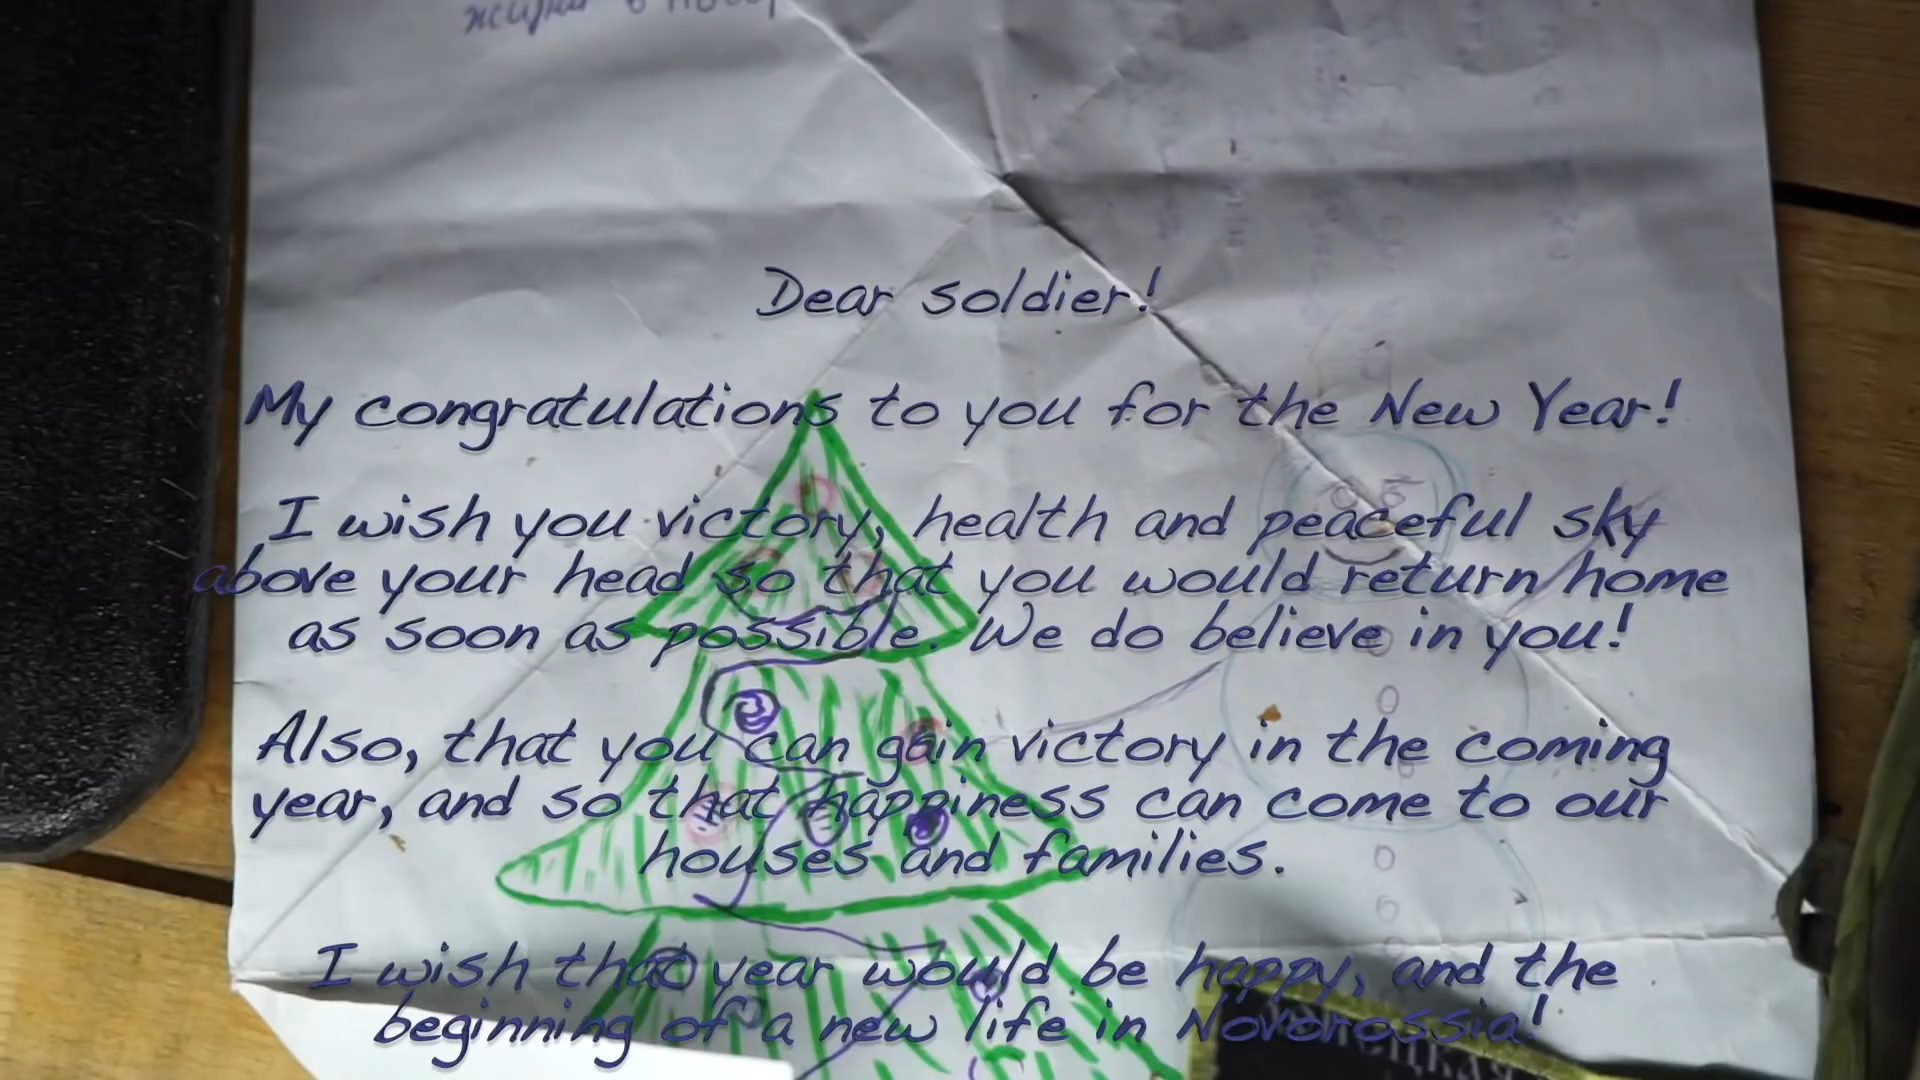 Dear soldier!
My congratulations to you for the New Year!
I wish you victory, health and peaceful sky
above your head so that you would return home
as soon as possible. We do believe in you!
Also, that you can gain victory in the coming
year, and so that happiness can come to our
houses and families.
I wish that year would be happy, and the
beginning of a new life in Novorossia!